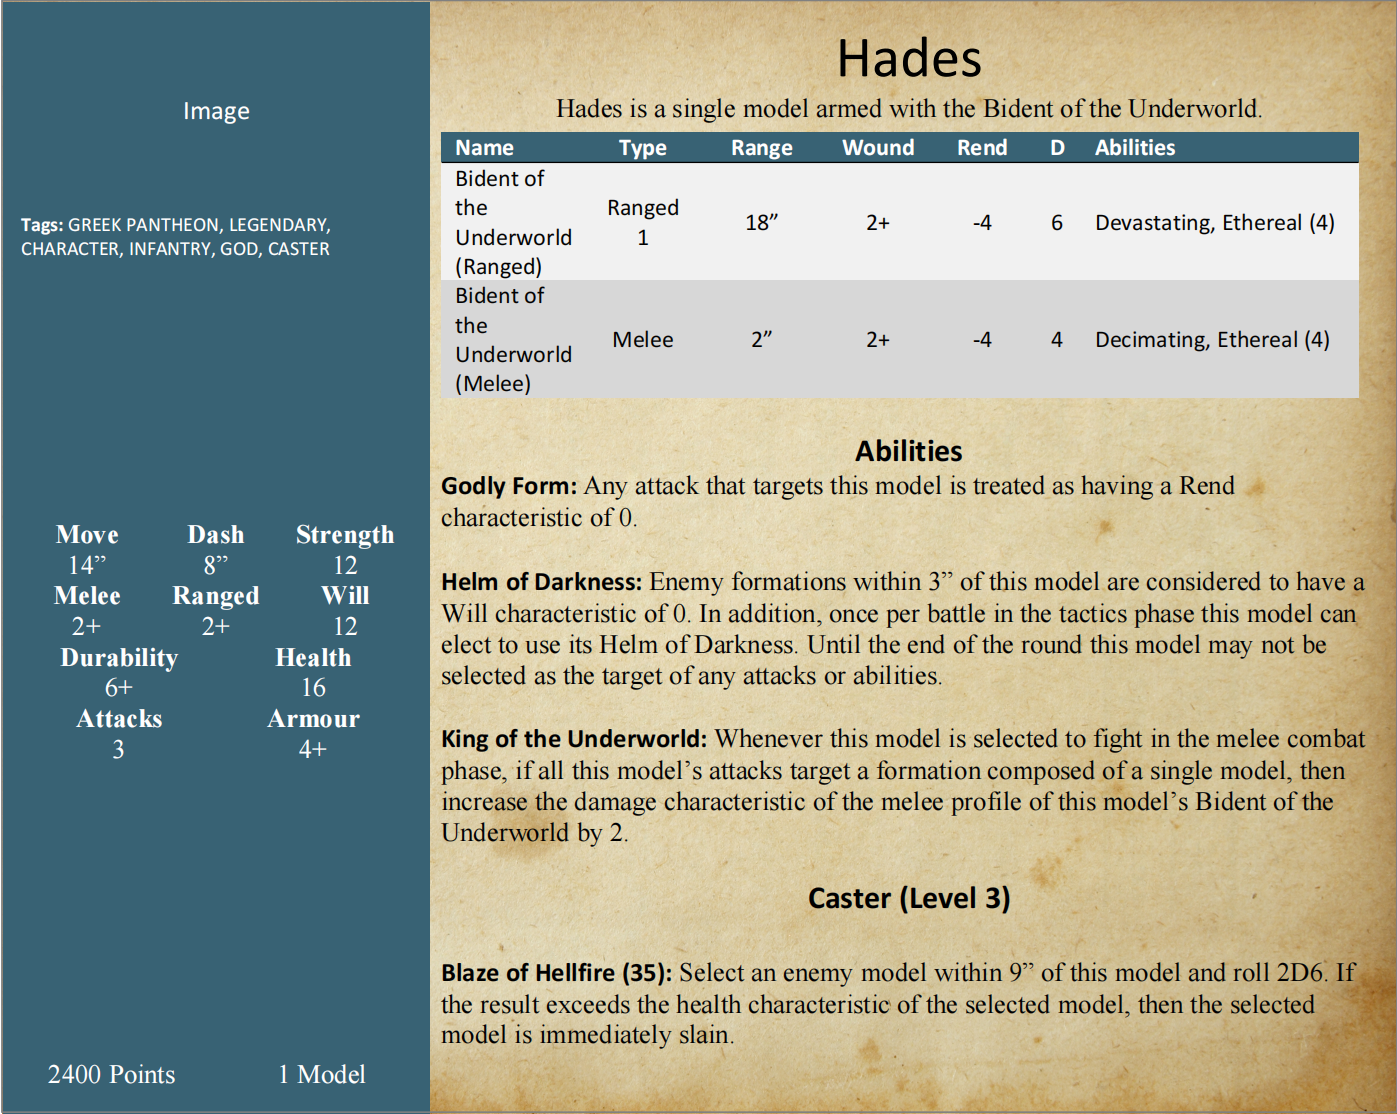 Image
Tags: GREEK PANTHEON, LEGENDARY,
CHARACTER, INFANTRY, GOD, CASTER
Move Dash Strength
14” 8” 12
Melee Ranged Will
2+ 2+ 12
Durability Health
6+ 16
Attacks Armour
3 4+
2400 Points 1 Model
Hades
Hades is a single model armed with the Bident of the Underworld.
Name Type Range Wound Rend D Abilities
Bident of
the
Underworld
(Ranged)
Ranged
1
18” 2+ -4 6 Devastating, Ethereal (4)
Bident of
the
Underworld
(Melee)
Melee 2” 2+ -4 4 Decimating, Ethereal (4)
Abilities
Godly Form: Any attack that targets this model is treated as having a Rend
characteristic of 0.
Helm of Darkness: Enemy formations within 3” of this model are considered to have a
Will characteristic of 0. In addition, once per battle in the tactics phase this model can
elect to use its Helm of Darkness. Until the end of the round this model may not be
selected as the target of any attacks or abilities.
King of the Underworld: Whenever this model is selected to fight in the melee combat
phase, if all this model’s attacks target a formation composed of a single model, then
increase the damage characteristic of the melee profile of this model’s Bident of the
Underworld by 2.
Caster (Level 3)
Blaze of Hellfire (35): Select an enemy model within 9” of this model and roll 2D6. If
the result exceeds the health characteristic of the selected model, then the selected
model is immediately slain.